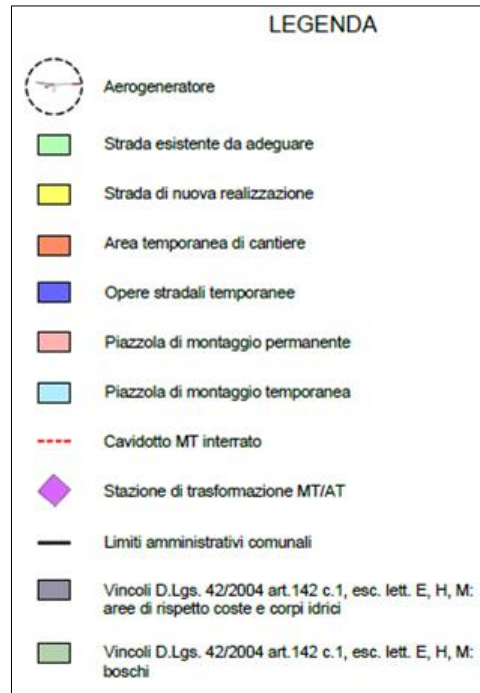 LEGENDA
Aerogeneratore
Strada esistente da adeguare
Strada di nuova realizzazione
Area temporanea di cantiere
Opere stradali temporanee
Piazzola di montaggio permanente
Piazzola di montaggio temporanea
Cavidotto MT interrato
Stazione di trasformazione MT/AT
Limiti amministrativi comunali
Vincoli D.Lgs. 42/2004 art.142 c.1, esc. lett. E, H, M:
aree di rispetto coste e corpi idrici
Vincoli D.Lgs. 42/2004 art.142 c.1, esc. lett. E, H, M:
boschi